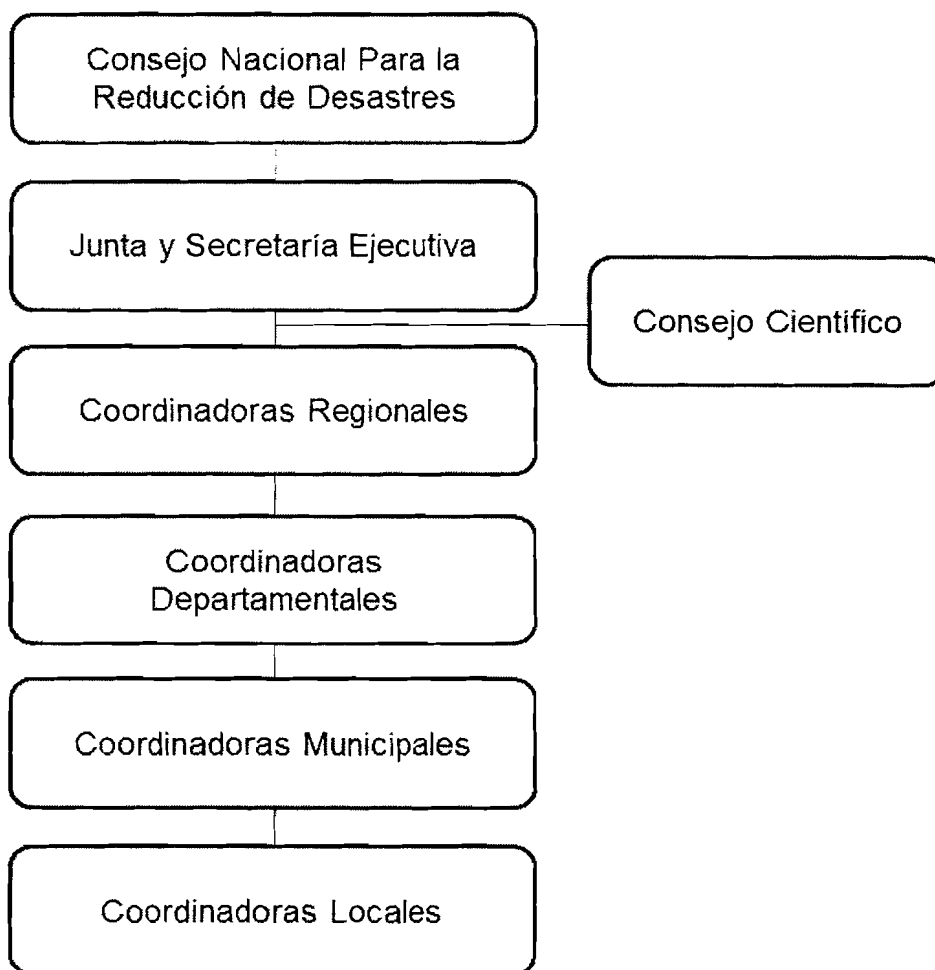 Consejo Nacional Para la
Reducción de Desastres
Junta y Secretaría Ejecutiva
Consejo Científico
Coordinadoras Regionales
Coordinadoras
Departamentales
Coordinadoras Municipales
Coordinadoras Locales